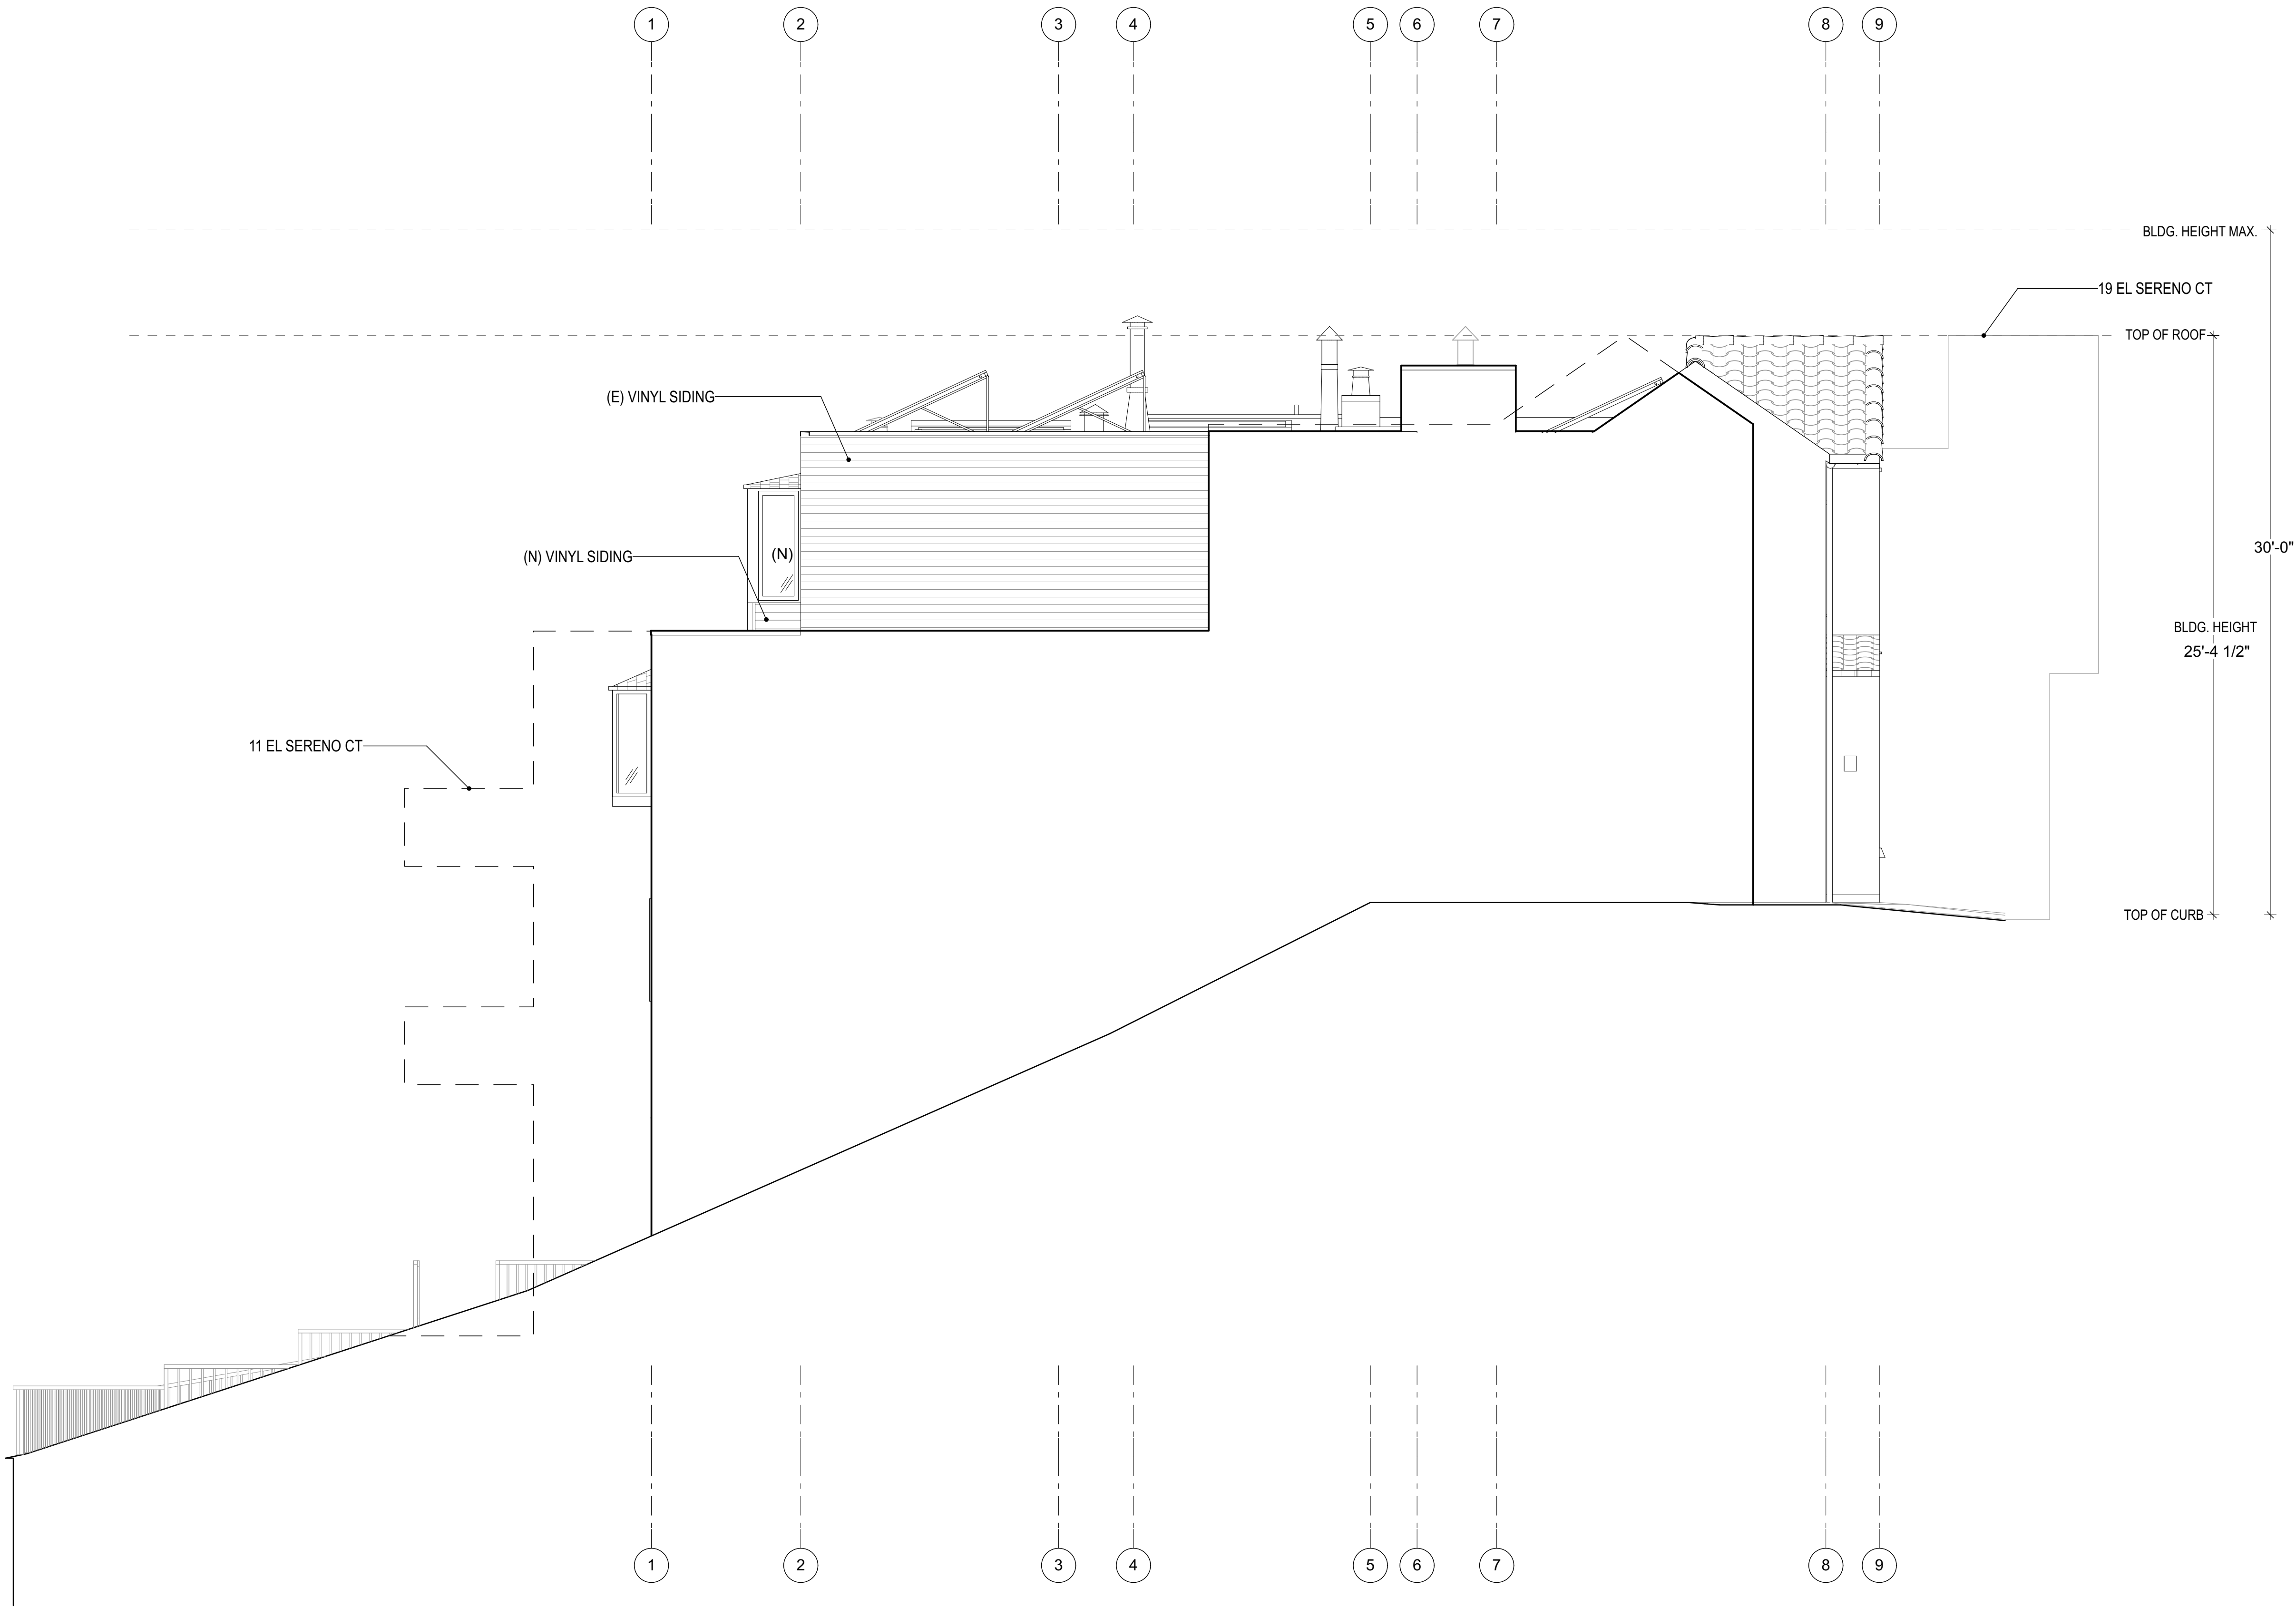 1 2 3 4 5 6 7 8 9
BLDG. HEIGHT MAX.
19 EL SERENO CT
TOP OF ROOF
(E) VINYL SIDING
30'-0"
(N)
(N) VINYL SIDING
BLDG. HEIGHT
25'-4 1/2"
11 EL SERENO CT
TOP OF CURB
1 2 3 4 5 6 7 8 9